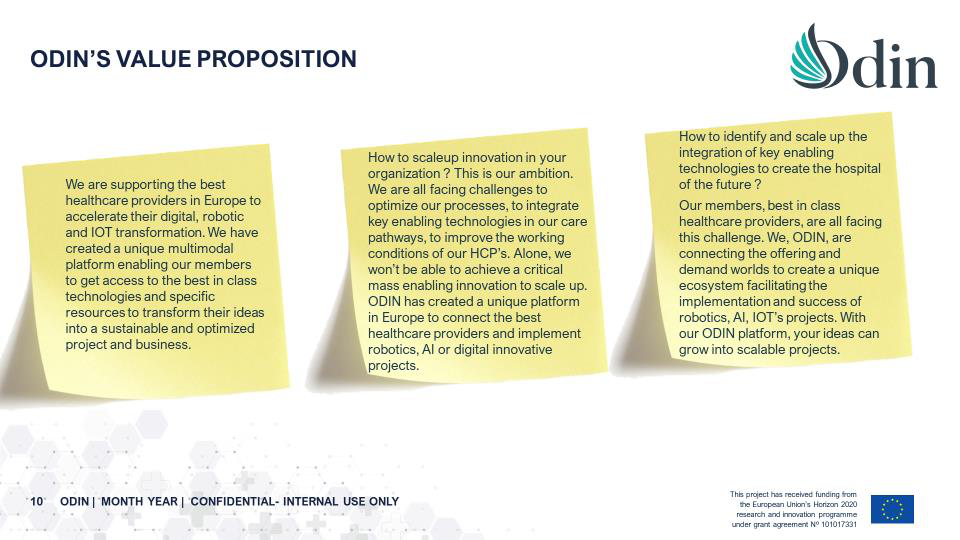 ODIN'S VALUE PROPOSITION
Odin
We are supporting the best
healthcare providers in Europe to
accelerate their digital, robotic
and IOT transformation. We have
created a unique multimodal
platform enabling our members
to get access to the best in class
technologies and specific
resources to transform their ideas
into a sustainable and optimized
project and business.
How to scaleup innovation in your
organization ? This is our ambition.
We are all facing challenges to
optimize our processes, to integrate
key enabling technologies in our care
pathways, to improve the working
conditions of our HCP's. Alone, we
won't be able to achieve a critical
mass enabling innovation to scale up.
ODIN has created a unique platform
in Europe to connect the best
healthcare providers and implement
robotics, AI or digital innovative
projects.
How to identify and scale up the
integration of key enabling
technologies to create the hospital
of the future ?
Our members, best in class
healthcare providers, are all facing
this challenge. We, ODIN, are
connecting the offering and
demand worlds to create a unique
ecosystem facilitating the
implementation and success of
robotics, AI, IOT's projects. With
our ODIN platform, your ideas can
grow into scalable projects.
10 ODIN | MONTH YEAR | CONFIDENTIAL- INTERNAL USE ONLY
This project has received funding from
the European Union's Horizon 2020
research and innovation programme
under grant agreement Nº 101017331